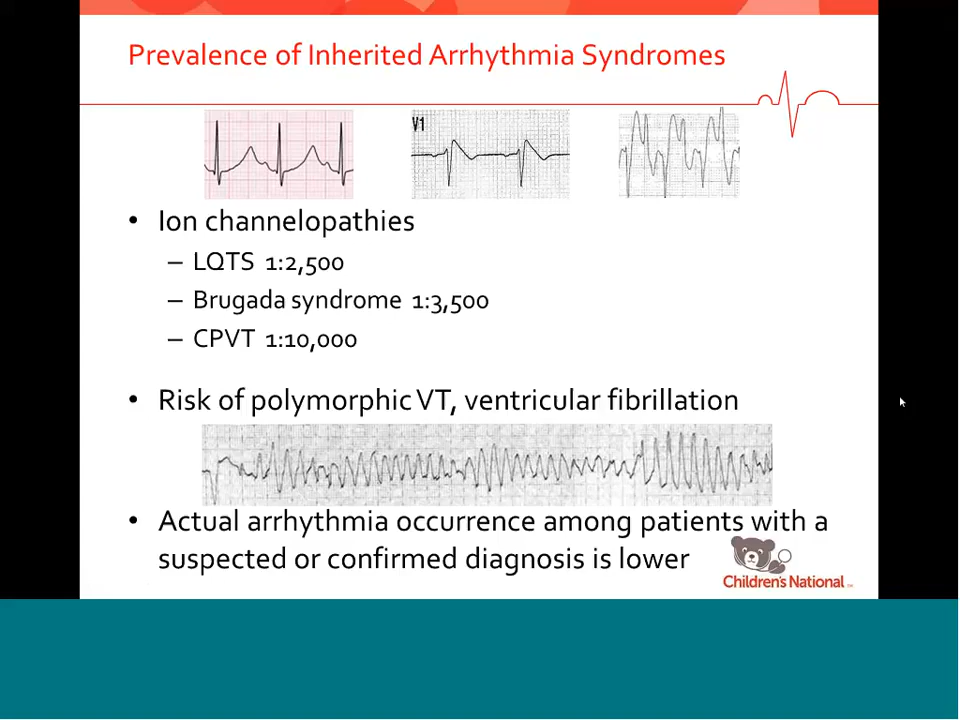 Prevalence of Inherited Arrhythmia Syndromes
V1
• Ion channelopathies
– LQTS 1:2,500
– Brugada syndrome 1:3,500
– CPVT 1:10,000
• Risk of polymorphic VT, ventricular fibrillation
• Actual arrhythmia occurrence among patients with a
suspected or confirmed diagnosis is lower
Children's National